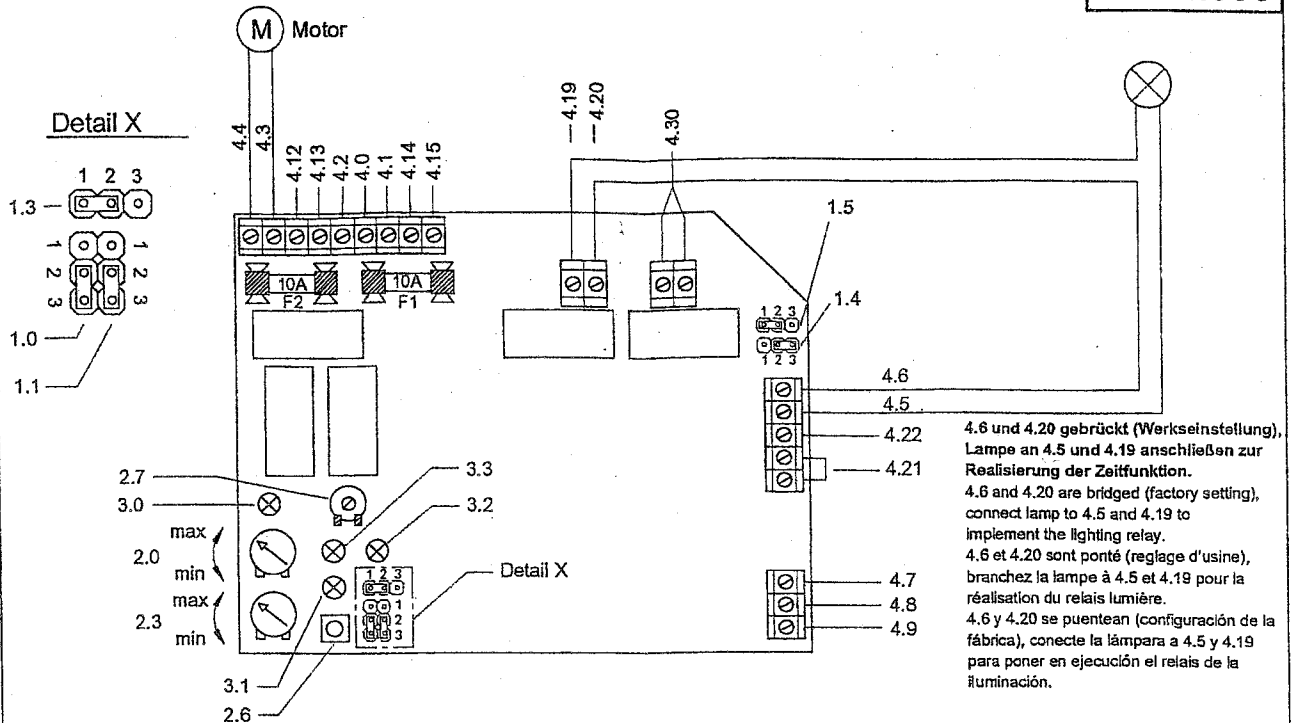 M Motor
Detail X
1 2 3
1.3
1 1
2 2
3 3
1.0
1.1
4.4
4.3
4.12
4.13
4.2
4.0
4.1
4.14
4.15
4.19
4.20
4.30
10A
F2
10A
F1
1.5
1 2 3
1.4
1 2 3
4.6
4.5
4.22
4.21
4.6 und 4.20 gebrückt (Werkseinstellung),
Lampe an 4.5 und 4.19 anschließen zur
Realisierung der Zeitfunktion.
4.6 and 4.20 are bridged (factory setting),
connect lamp to 4.5 and 4.19 to
implement the lighting relay.
4.6 et 4.20 sont ponté (reglage d'usine),
branchez la lampe à 4.5 et 4.19 pour la
réalisation du relais lumière.
4.6 y 4.20 se puentean (configuración de la
fábrica), conecte la lámpara a 4.5 y 4.19
para poner en ejecución el relais de la
iluminación.
2.7
3.0
3.3
3.2
max
2.0
min
max
2.3
min
1 2 3
1
2
3
Detail X
3.1
2.6
4.7
4.8
4.9